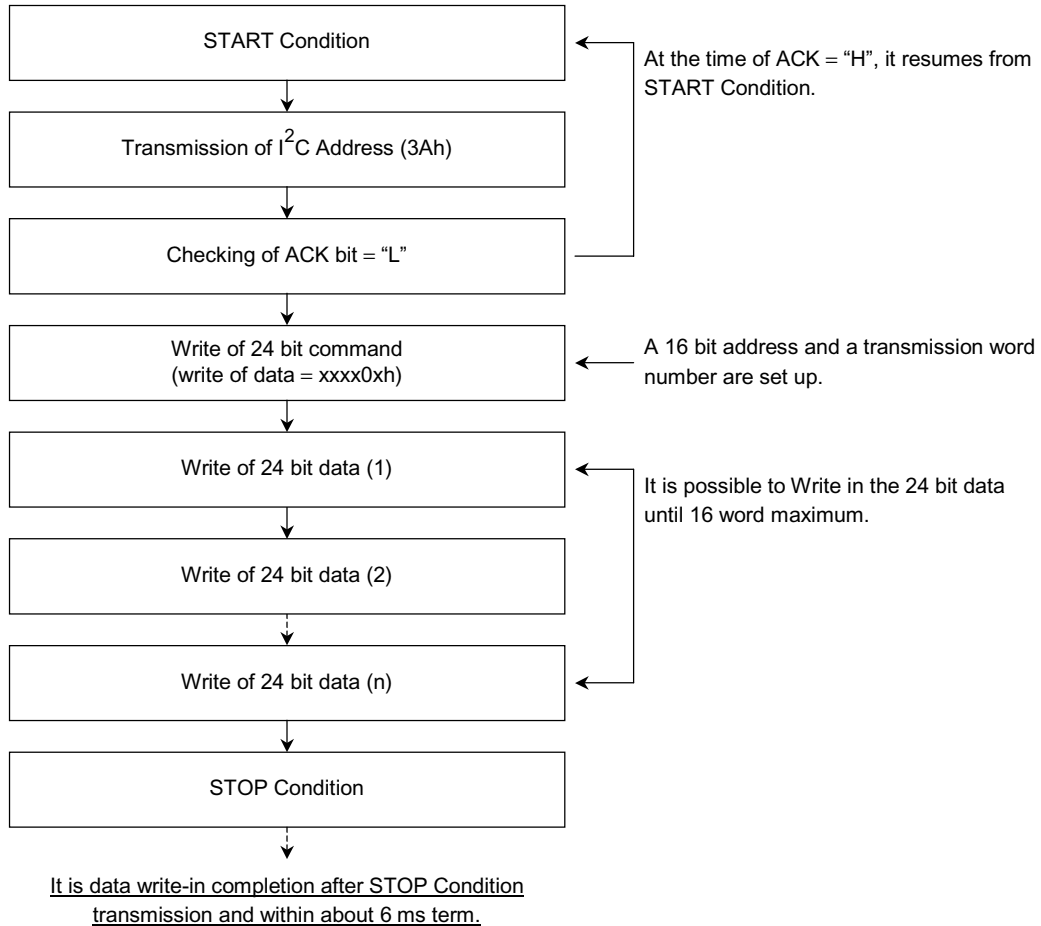 START Condition
At the time of ACK = “H”, it resumes from
START Condition.
Transmission of I²C Address (3Ah)
Checking of ACK bit = “L”
Write of 24 bit command
(write of data = xxxx0xh)
A 16 bit address and a transmission word
number are set up.
Write of 24 bit data (1)
It is possible to Write in the 24 bit data
until 16 word maximum.
Write of 24 bit data (2)
Write of 24 bit data (n)
STOP Condition
It is data write-in completion after STOP Condition
transmission and within about 6 ms term.